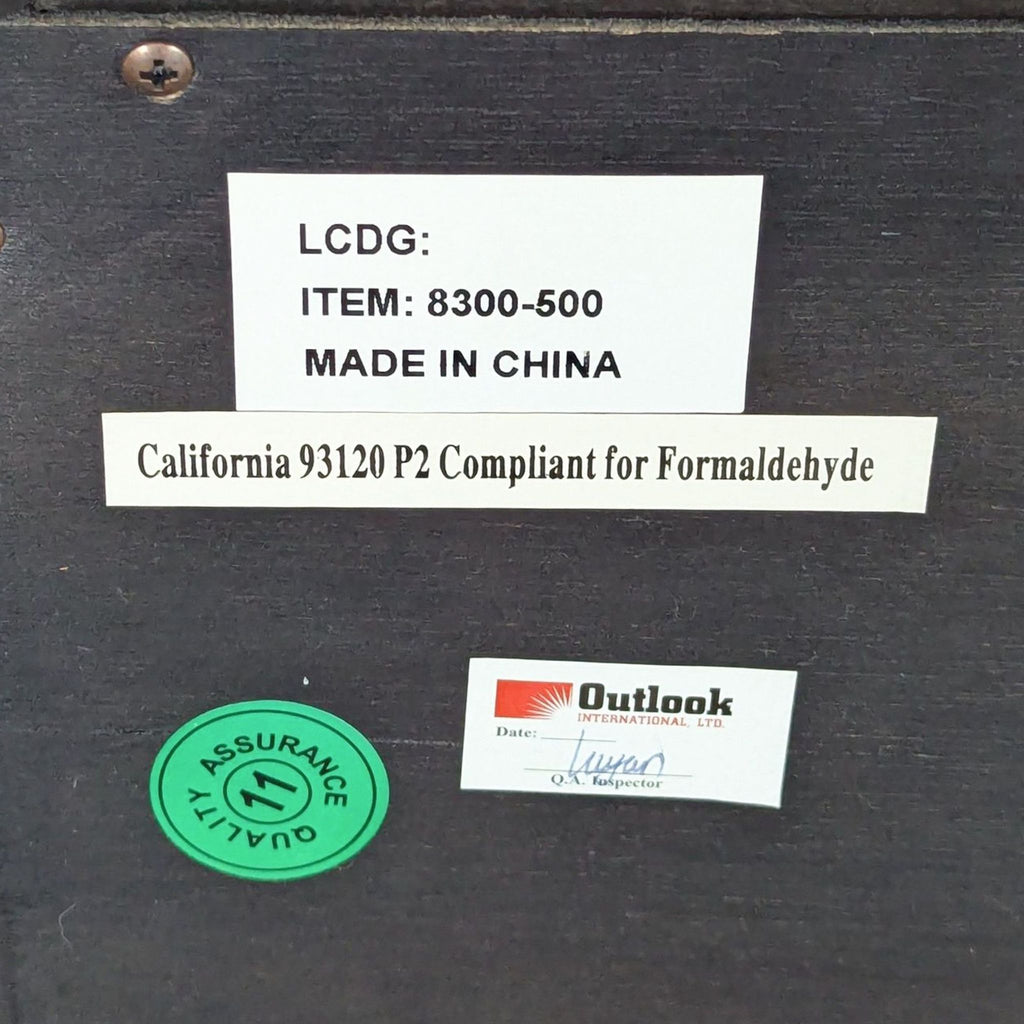 LCDG:
ITEM: 8300-500
MADE IN CHINA
California 93120 P2 Compliant for Formaldehyde
Outlook
INTERNATIONAL, LTD.
Date:
Q.A. Inspector
ASSURANCE
11
QUALITY